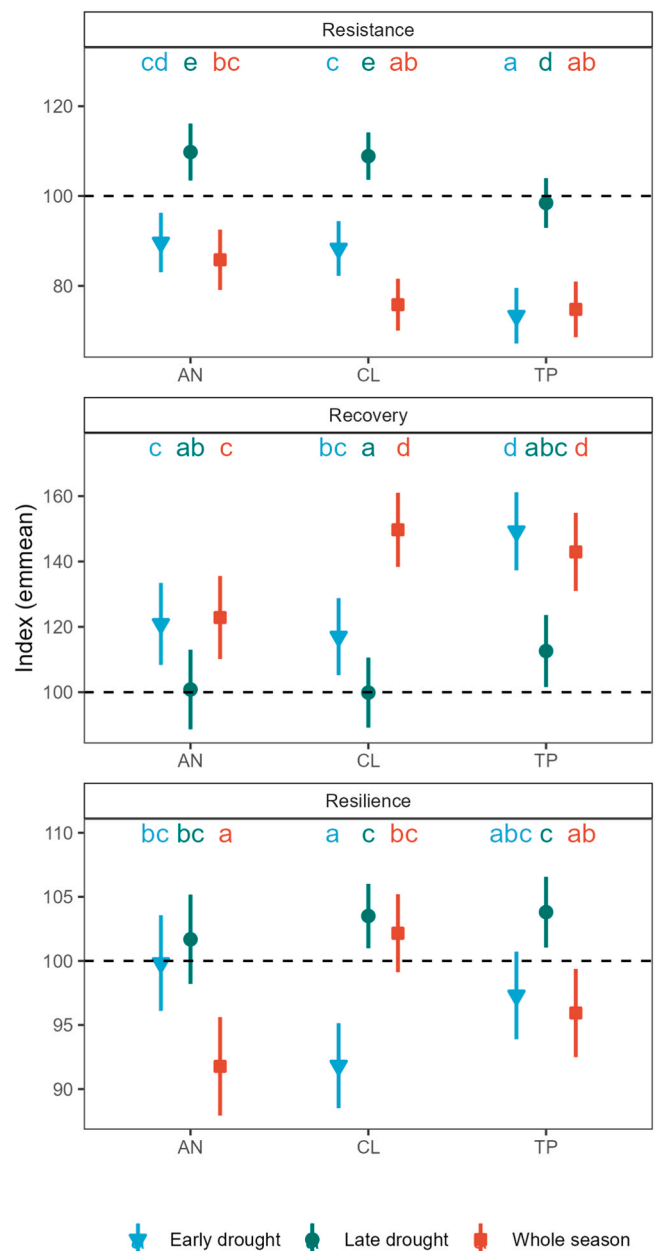 Resistance
cd e bc c e ab a d ab
120
100
80
AN CL TP
Recovery
c ab c bc a d d abc d
160
140
120
100
AN CL TP
Index (emmean)
Resilience
bc bc a a c bc abc c ab
110
105
100
95
90
AN CL TP
Early drought Late drought Whole season